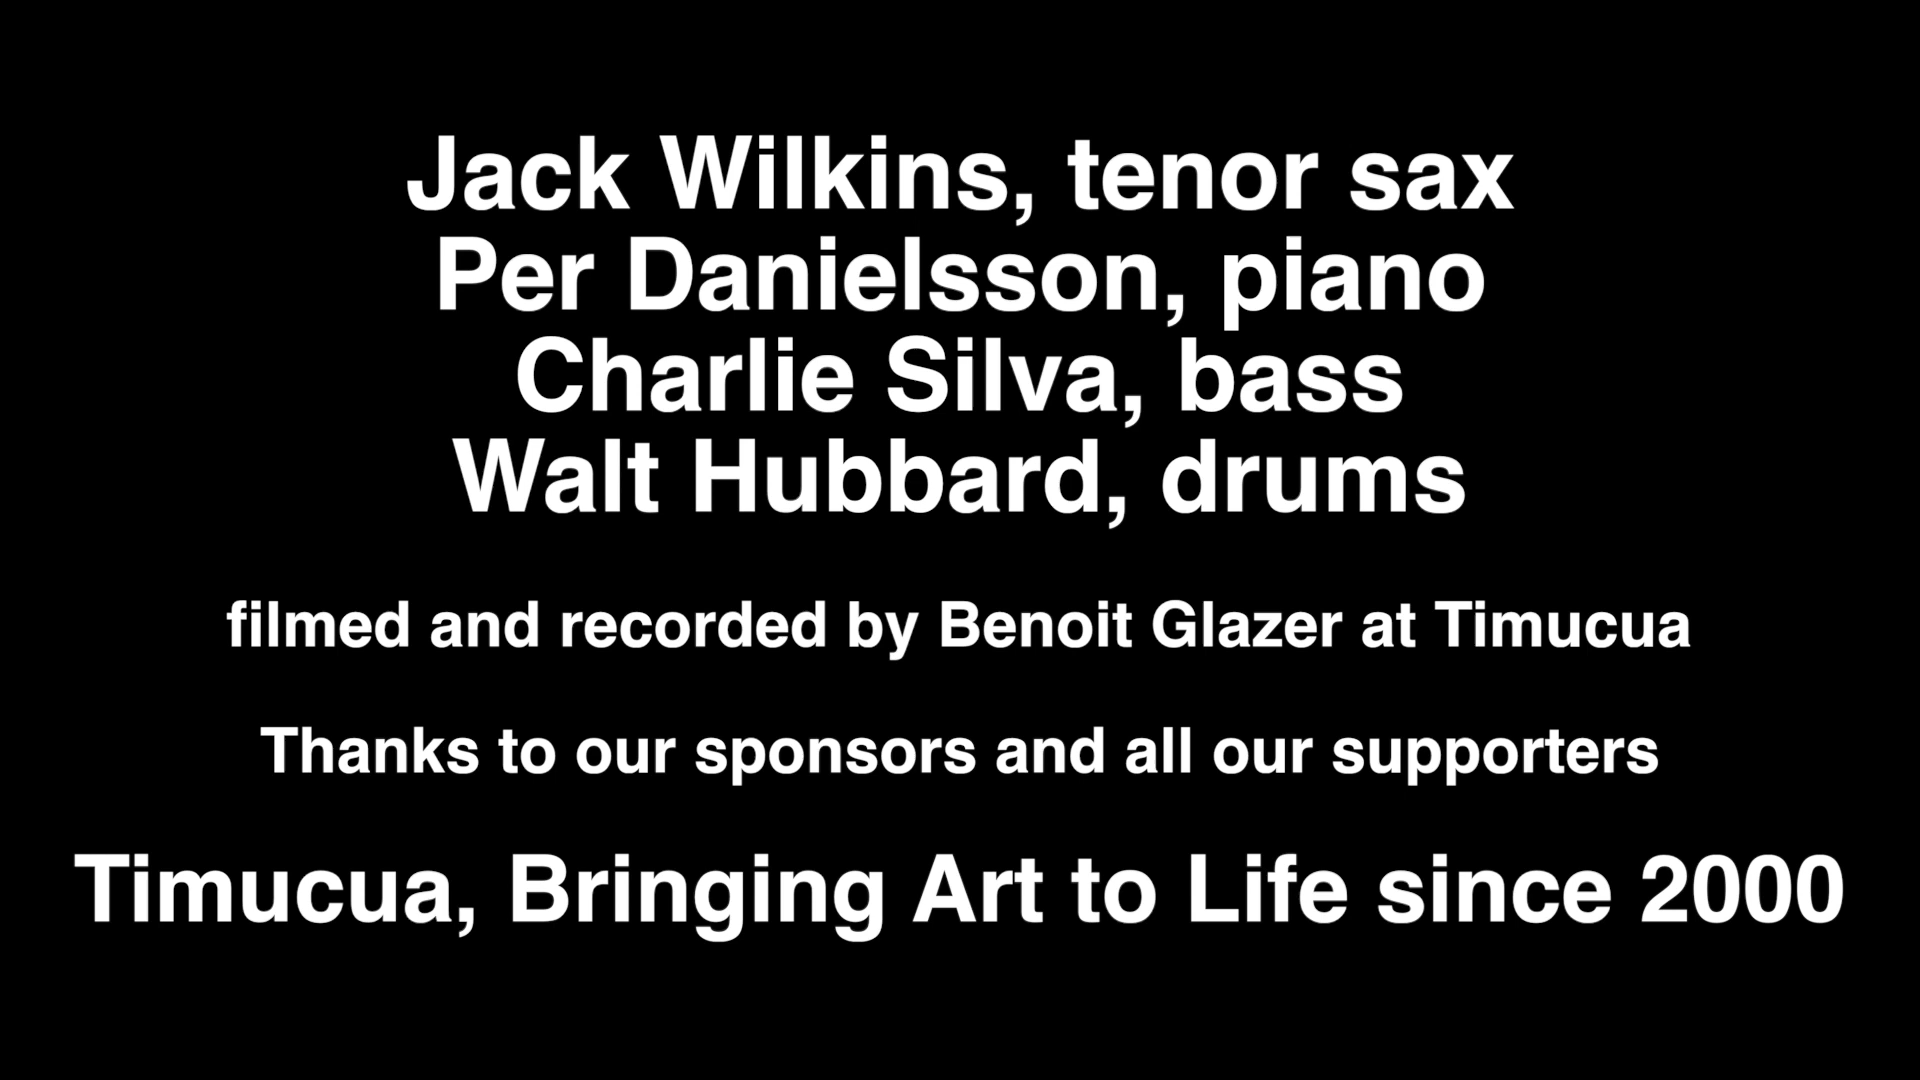 Jack Wilkins, tenor sax
Per Danielsson, piano
Charlie Silva, bass
Walt Hubbard, drums
filmed and recorded by Benoit Glazer at Timucua
Thanks to our sponsors and all our supporters
Timucua, Bringing Art to Life since 2000